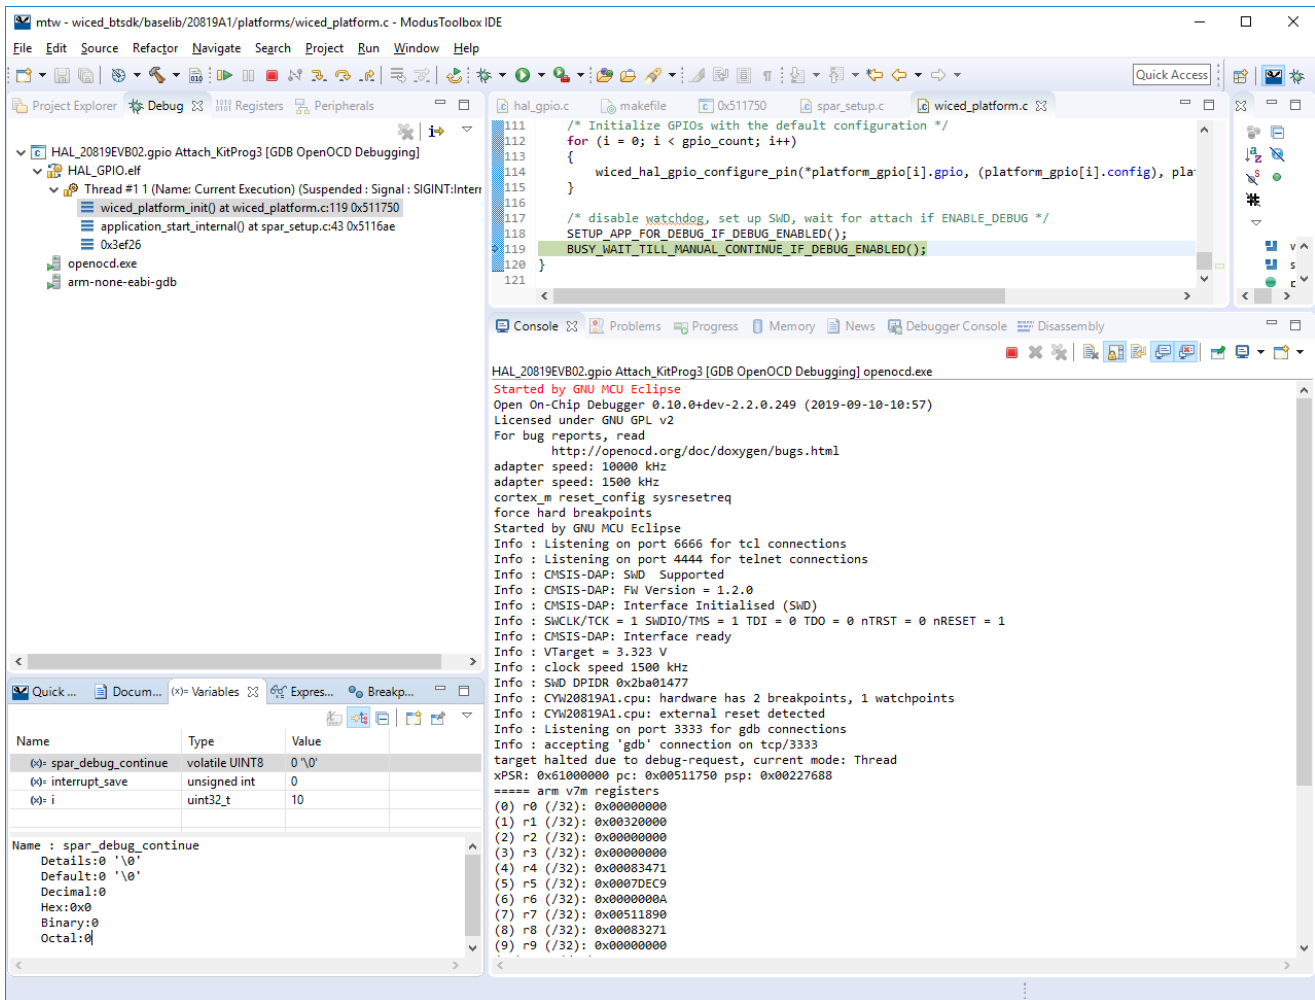 mtw - wiced_btsdk/baselib/20819A1/platforms/wiced_platform.c - ModusToolbox IDE
File Edit Source Refactor Navigate Search Project Run Window Help
Quick Access
Project Explorer Debug Registers Peripherals
HAL_20819EVB02.gpio Attach_KitProg3 [GDB OpenOCD Debugging]
HAL_GPIO.elf
Thread #1 1 (Name: Current Execution) (Suspended : Signal : SIGINT:Interr
wiced_platform_init() at wiced_platform.c:119 0x511750
application_start_internal() at spar_setup.c:43 0x5116ae
0x3ef26
openocd.exe
arm-none-eabi-gdb
hal_gpio.c makefile 0x511750 spar_setup.c wiced_platform.c
111 /* Initialize GPIOs with the default configuration */
112 for (i = 0; i < gpio_count; i++)
113 {
114 wiced_hal_gpio_configure_pin(*platform_gpio[i].gpio, (platform_gpio[i].config), pla
115 }
116
117 /* disable watchdog, set up SWD, wait for attach if ENABLE_DEBUG */
118 SETUP_APP_FOR_DEBUG_IF_DEBUG_ENABLED();
119 BUSY_WAIT_TILL_MANUAL_CONTINUE_IF_DEBUG_ENABLED();
120 }
121
v
s
Console Problems Progress Memory News Debugger Console Disassembly
HAL_20819EVB02.gpio Attach_KitProg3 [GDB OpenOCD Debugging] openocd.exe
Started by GNU MCU Eclipse
Open On-Chip Debugger 0.10.0+dev-2.2.0.249 (2019-09-10-10:57)
Licensed under GNU GPL v2
For bug reports, read
http://openocd.org/doc/doxygen/bugs.html
adapter speed: 10000 kHz
adapter speed: 1500 kHz
cortex_m reset_config sysresetreq
force hard breakpoints
Started by GNU MCU Eclipse
Info : Listening on port 6666 for tcl connections
Info : Listening on port 4444 for telnet connections
Info : CMSIS-DAP: SWD  Supported
Info : CMSIS-DAP: FW Version = 1.2.0
Info : CMSIS-DAP: Interface Initialised (SWD)
Info : SWCLK/TCK = 1 SWDIO/TMS = 1 TDI = 0 TDO = 0 nTRST = 0 nRESET = 1
Info : CMSIS-DAP: Interface ready
Info : VTarget = 3.323 V
Info : clock speed 1500 kHz
Info : SWD DPIDR 0x2ba01477
Info : CYW20819A1.cpu: hardware has 2 breakpoints, 1 watchpoints
Info : CYW20819A1.cpu: external reset detected
Info : Listening on port 3333 for gdb connections
Info : accepting 'gdb' connection on tcp/3333
target halted due to debug-request, current mode: Thread
xPSR: 0x61000000 pc: 0x00511750 psp: 0x00227688
===== arm v7m registers
(0) r0 (/32): 0x00000000
(1) r1 (/32): 0x00320000
(2) r2 (/32): 0x00000000
(3) r3 (/32): 0x00000000
(4) r4 (/32): 0x00083471
(5) r5 (/32): 0x0007DEC9
(6) r6 (/32): 0x0000000A
(7) r7 (/32): 0x00511890
(8) r8 (/32): 0x00083271
(9) r9 (/32): 0x00000000
Quick ... Docum... (x)= Variables Expres... Breakp...
Name Type Value
(x)= spar_debug_continue volatile UINT8 0 '\0'
(x)= interrupt_save unsigned int 0
(x)= i uint32_t 10
Name : spar_debug_continue
Details:0 '\0'
Default:0 '\0'
Decimal:0
Hex:0x0
Binary:0
Octal:0